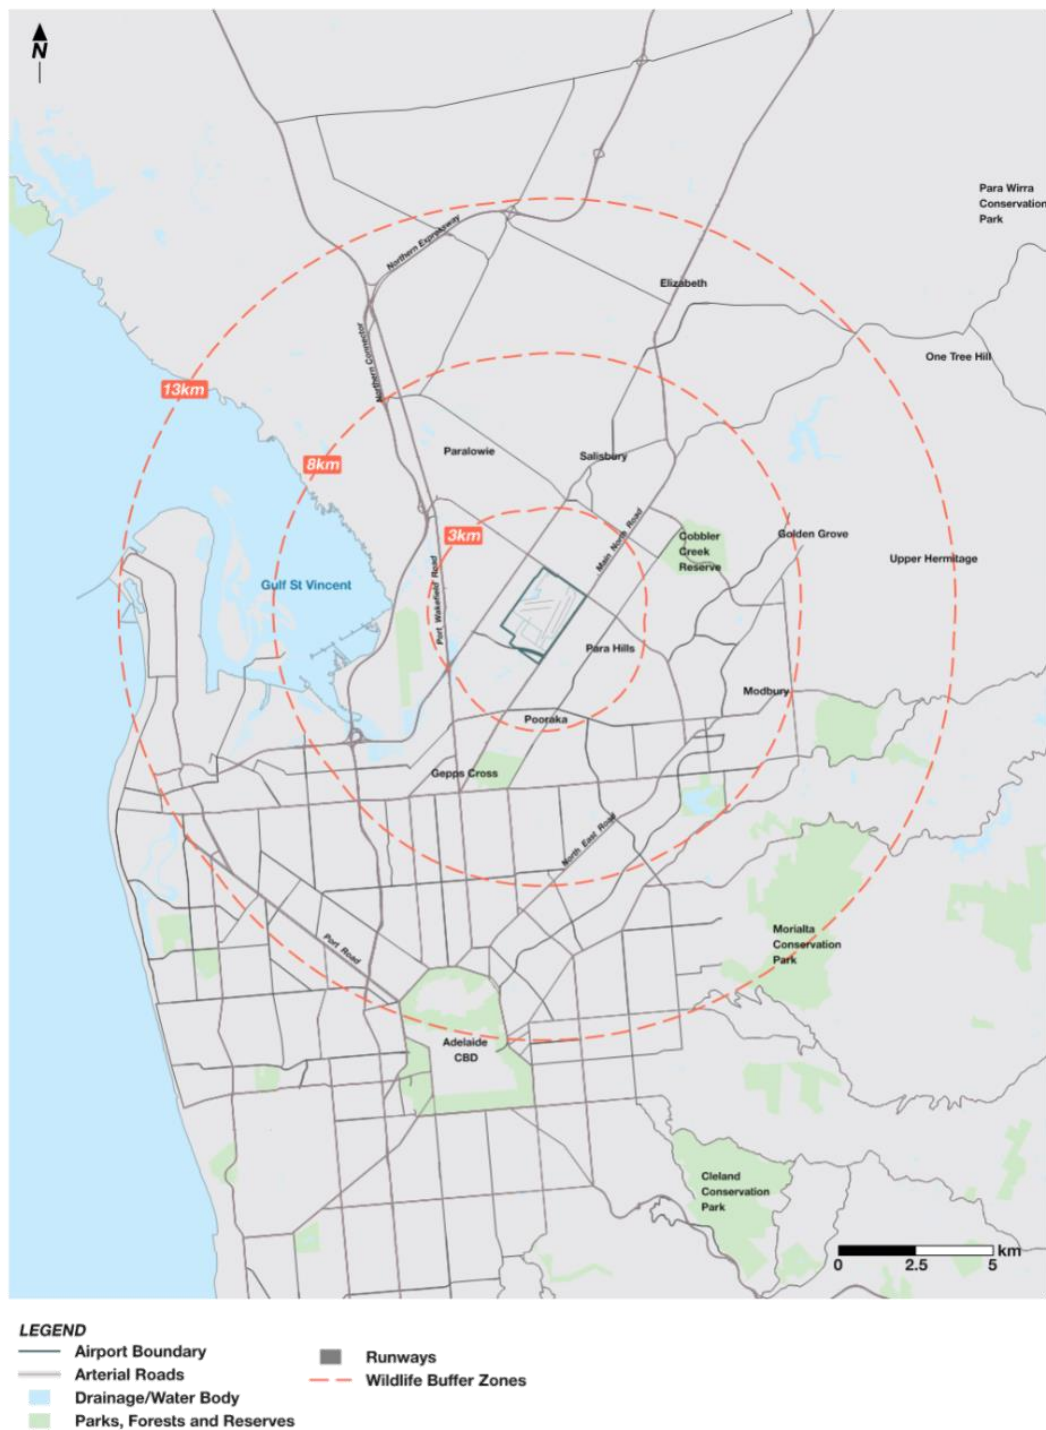 N
Para Wirra
Conservation
Park
Northern Expressway
Elizabeth
Northern Connector
One Tree Hill
13km
Paralowie
Salisbury
8km
3km
Main North Road
Cobbler
Creek
Reserve
Golden Grove
Upper Hermitage
Gulf St Vincent
Port Wakefield Road
Para Hills
Modbury
Pooraka
Gepps Cross
North East Road
Port Road
Morialta
Conservation
Park
Adelaide
CBD
Cleland
Conservation
Park
km
0 2.5 5
LEGEND
Airport Boundary
Arterial Roads
Drainage/Water Body
Parks, Forests and Reserves
Runways
Wildlife Buffer Zones